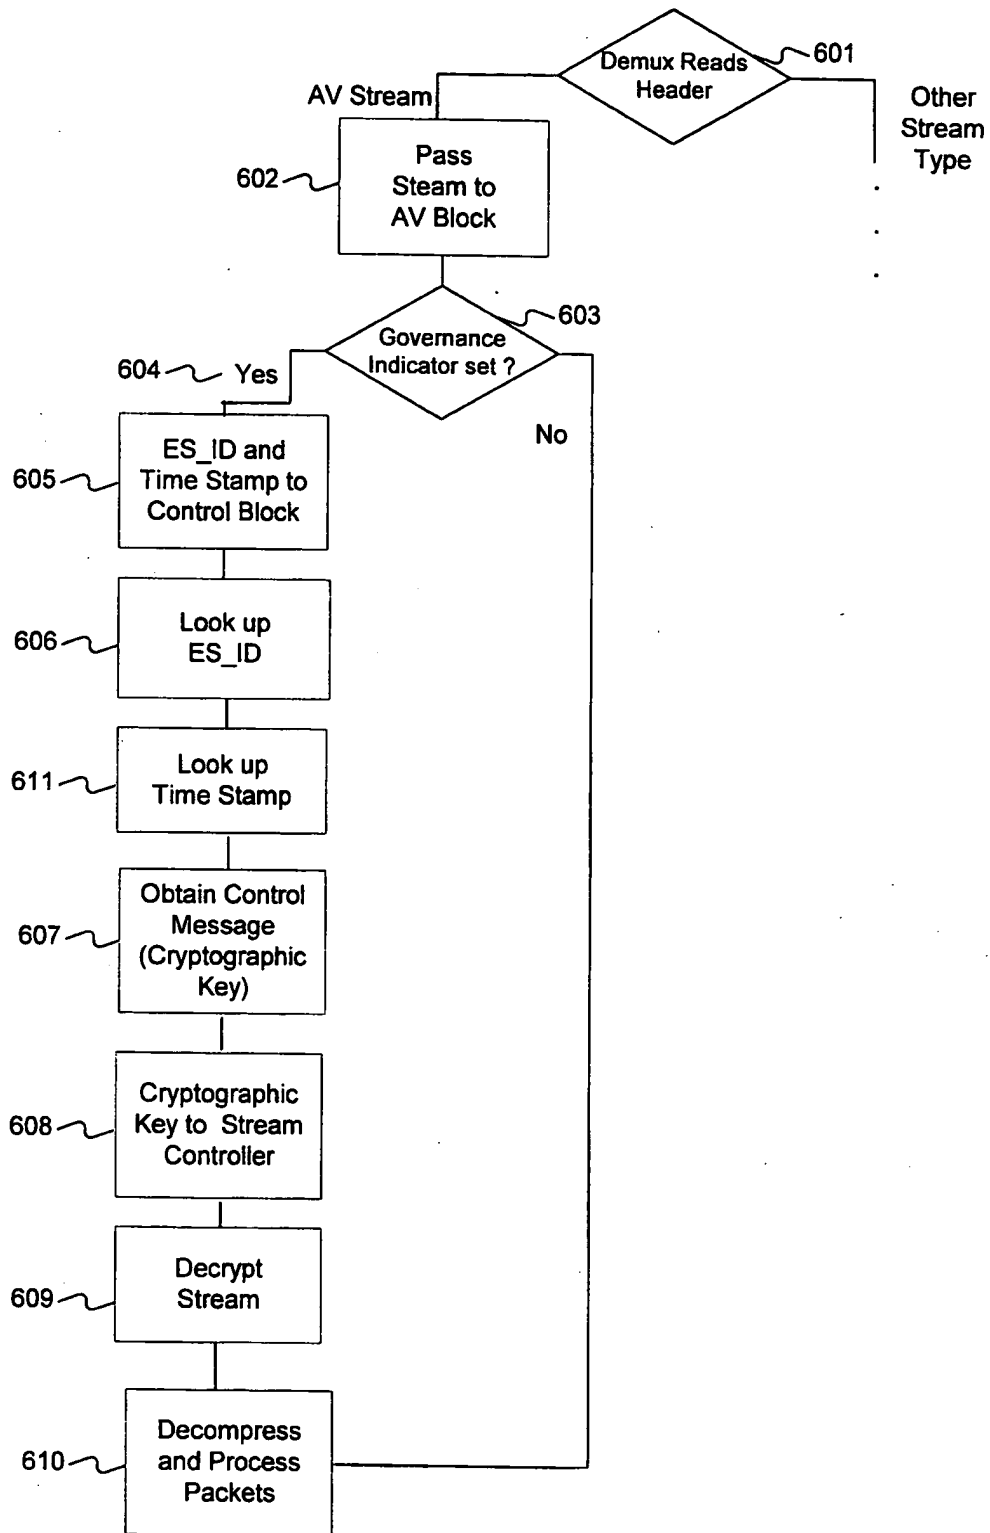 Demux Reads
Header
601
AV Stream
Other
Stream
Type
Pass
Steam to
AV Block
602
603
Governance
Indicator set ?
604
Yes
No
ES_ID and
Time Stamp to
Control Block
605
Look up
ES_ID
606
Look up
Time Stamp
611
Obtain Control
Message
(Cryptographic
Key)
607
Cryptographic
Key to Stream
Controller
608
Decrypt
Stream
609
Decompress
and Process
Packets
610